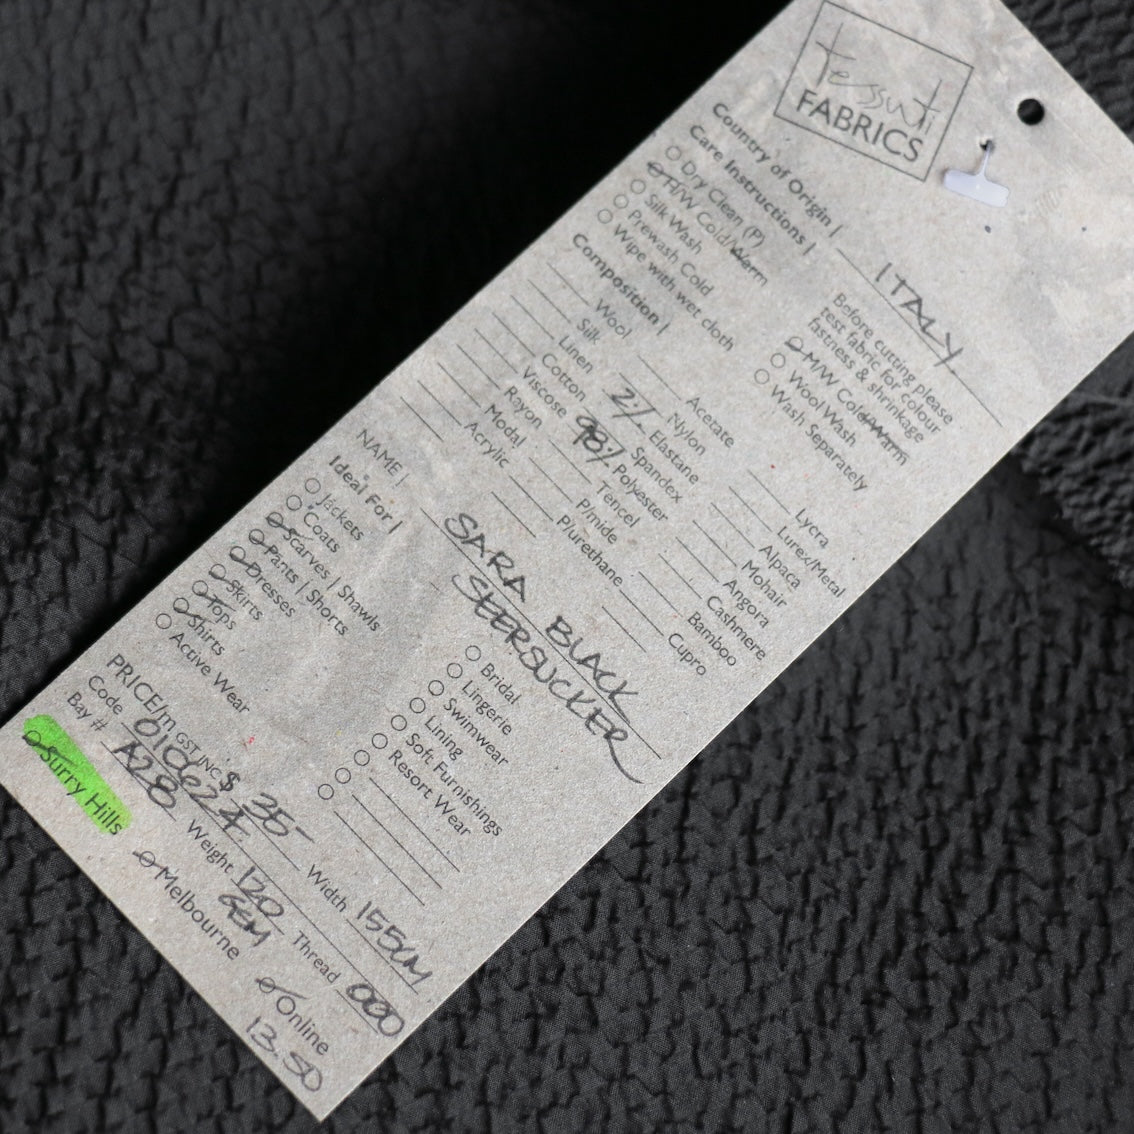 Tessuti
FABRICS
Country of Origin | ITALY
Care Instructions |
Dry Clean (P)
H/W Cold/Warm
Silk Wash
Prewash Cold
Wipe with wet cloth
Before cutting please
test fabric for colour
fastness & shrinkage
M/W Cold/Warm
Wool Wash
Wash Separately
Composition |
Wool
Silk
Linen
Cotton
Viscose
Rayon
Modal
Acrylic
Acetate
Nylon
2% Elastane
Spandex
98% Polyester
Tencel
P/mide
P/urethane
Lycra
Lurex/Metal
Alpaca
Mohair
Angora
Cashmere
Bamboo
Cupro
NAME | SARA BLACK
SEERSUCKER
Ideal For |
Jackets
Coats
Scarves | Shawls
Pants | Shorts
Dresses
Skirts
Tops
Shirts
Active Wear
Bridal
Lingerie
Swimwear
Lining
Soft Furnishings
Resort Wear
PRICE/m GST INC $ 35- Width 155CM
Code 0106224 Weight 120 GSM Thread 000
Bay # A28
Surry Hills Melbourne Online
13.50